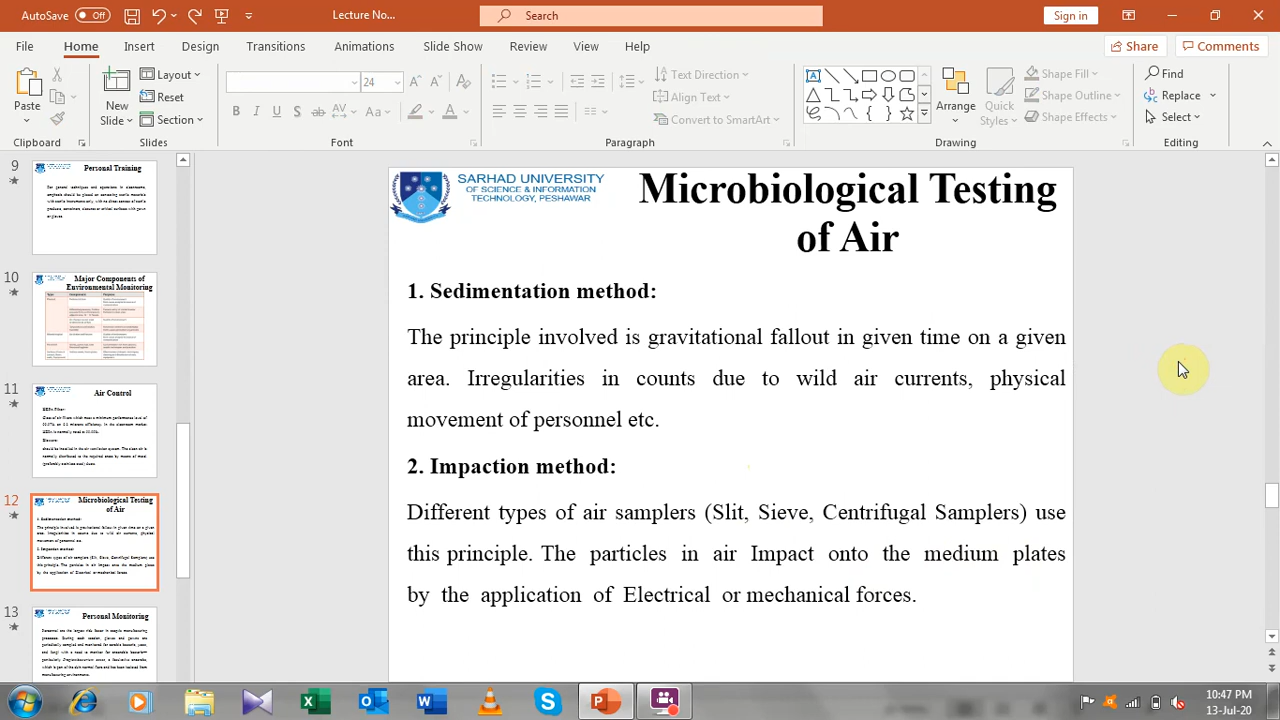 AutoSave Off
Lecture No...
Search
Sign in
File Home Insert Design Transitions Animations Slide Show Review View Help
Share Comments
Paste
New
Slide
Layout
Reset
Section
24
Aa
Text Direction
Align Text
Convert to SmartArt
Arrange
Quick
Styles
Shape Fill
Shape Outline
Shape Effects
Find
Replace
Select
Clipboard Slides Font Paragraph Drawing Editing
9
Personal Training
10
Major Components of
Environmental Monitoring
11
Air Control
12
Microbiological Testing
of Air
13
Personal Monitoring
SARHAD UNIVERSITY
OF SCIENCE & INFORMATION
TECHNOLOGY, PESHAWAR
Microbiological Testing
of Air
1. Sedimentation method:
The principle involved is gravitational fallout in given time on a given
area. Irregularities in counts due to wild air currents, physical
movement of personnel etc.
2. Impaction method:
Different types of air samplers (Slit, Sieve, Centrifugal Samplers) use
this principle. The particles in air Impact onto the medium plates
by the application of Electrical or mechanical forces.
10:47 PM
13-Jul-20